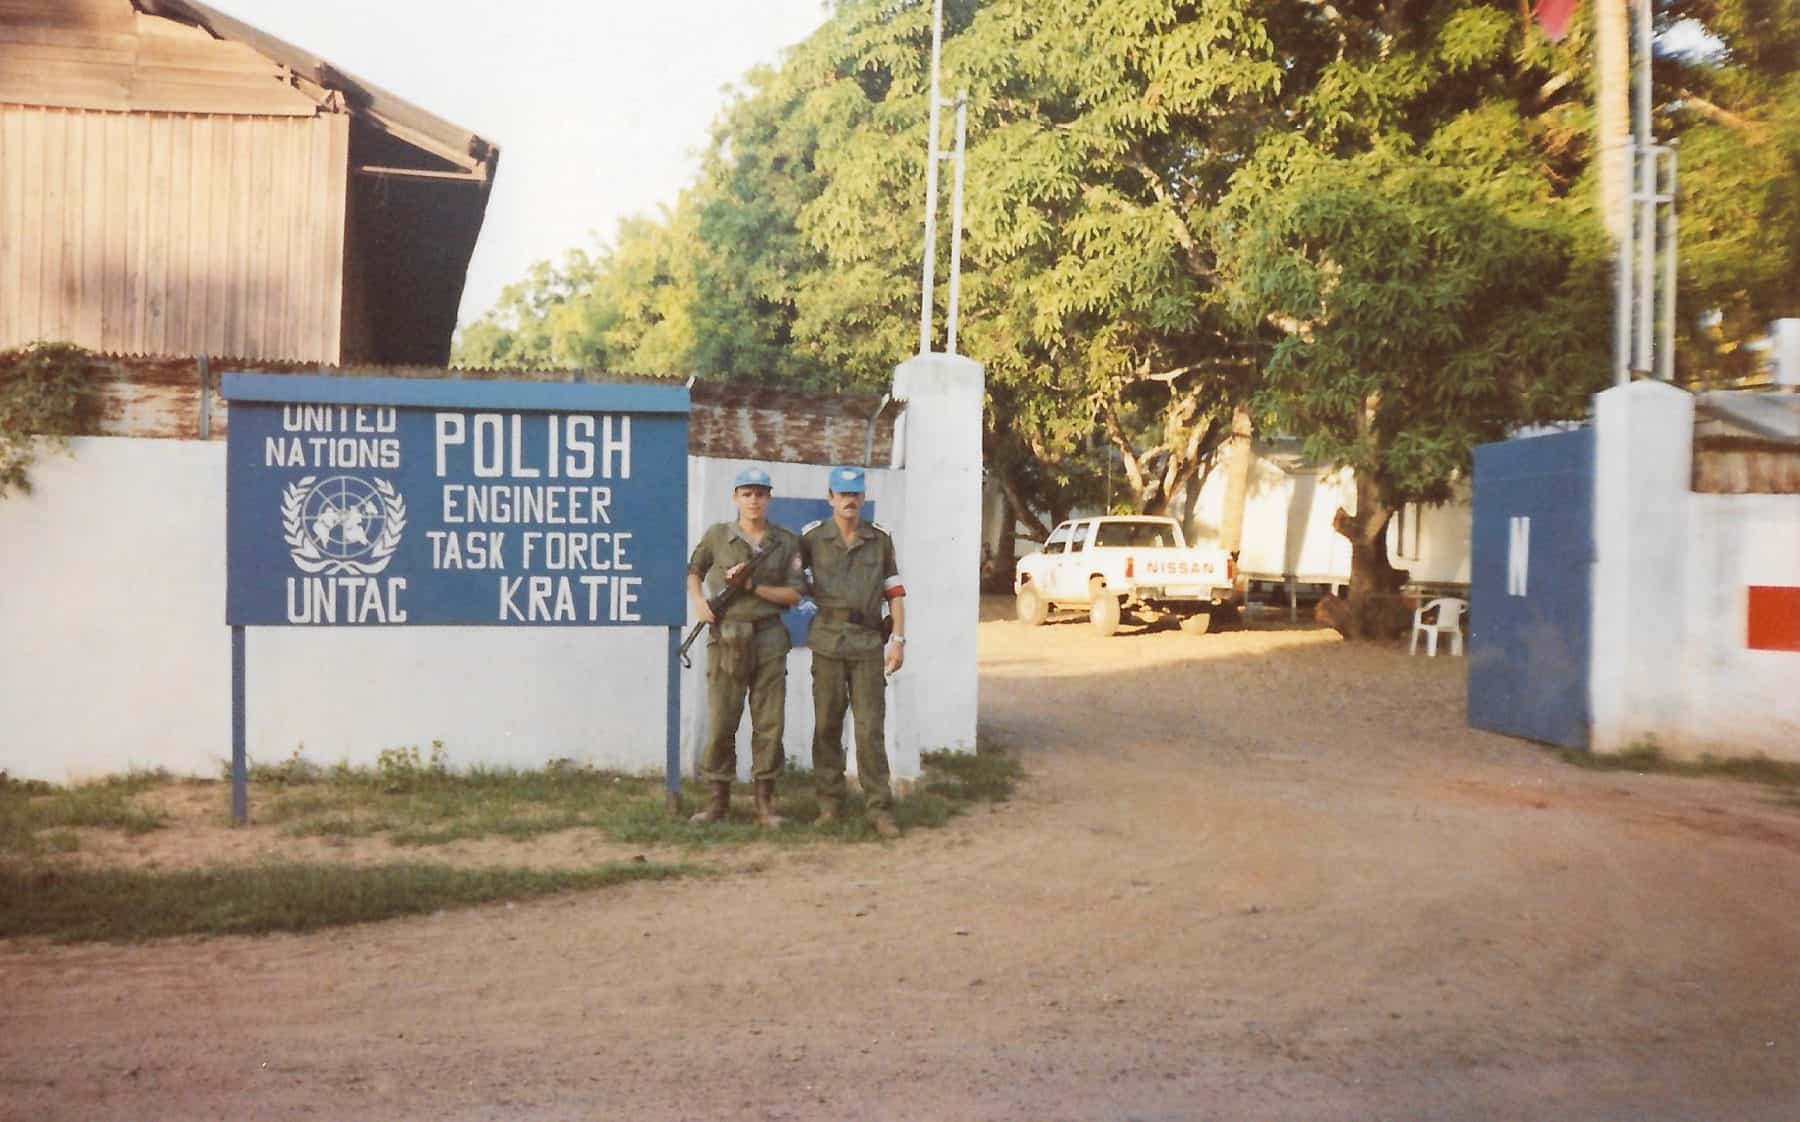 UNITED
NATIONS
UNTAC
POLISH
ENGINEER
TASK FORCE
KRATIE
NISSAN
N